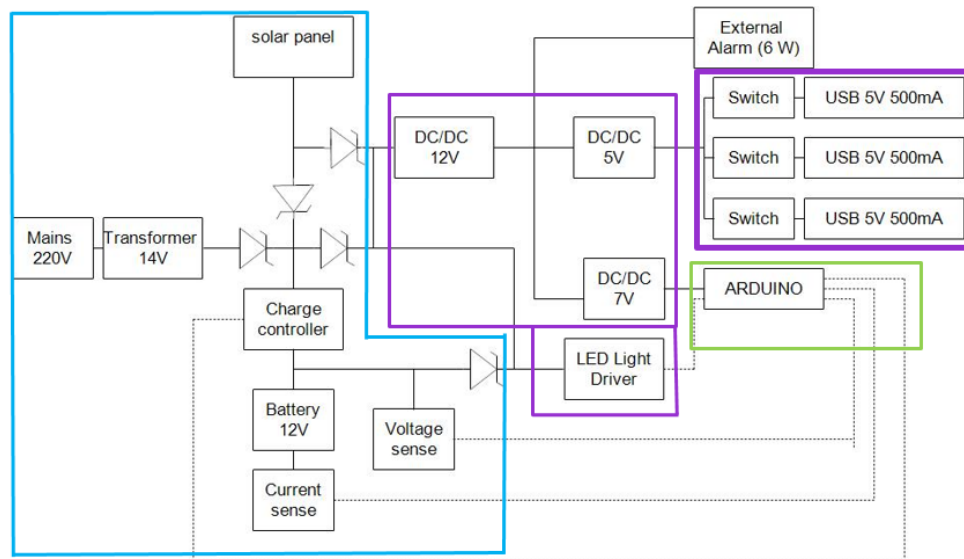 solar panel
External
Alarm (6 W)
Switch
USB 5V 500mA
DC/DC
12V
DC/DC
5V
Switch
USB 5V 500mA
Switch
USB 5V 500mA
Mains
220V
Transformer
14V
DC/DC
7V
ARDUINO
Charge
controller
LED Light
Driver
Battery
12V
Voltage
sense
Current
sense